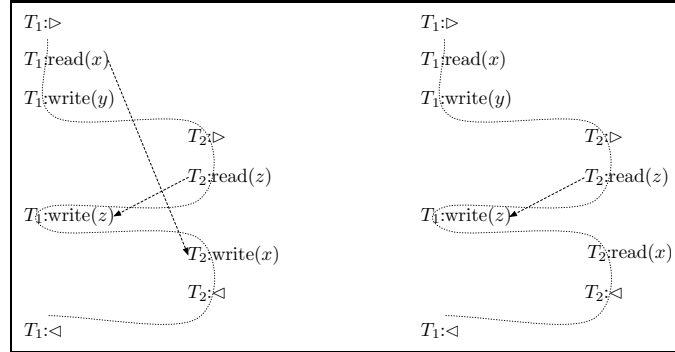 T₁:▷
T₁:read(x)
T₁:write(y)
T₂:▷
T₂:read(z)
T₁:write(z)
T₂:write(x)
T₂:◁
T₁:◁
T₁:▷
T₁:read(x)
T₁:write(y)
T₂:▷
T₂:read(z)
T₁:write(z)
T₂:read(x)
T₂:◁
T₁:◁